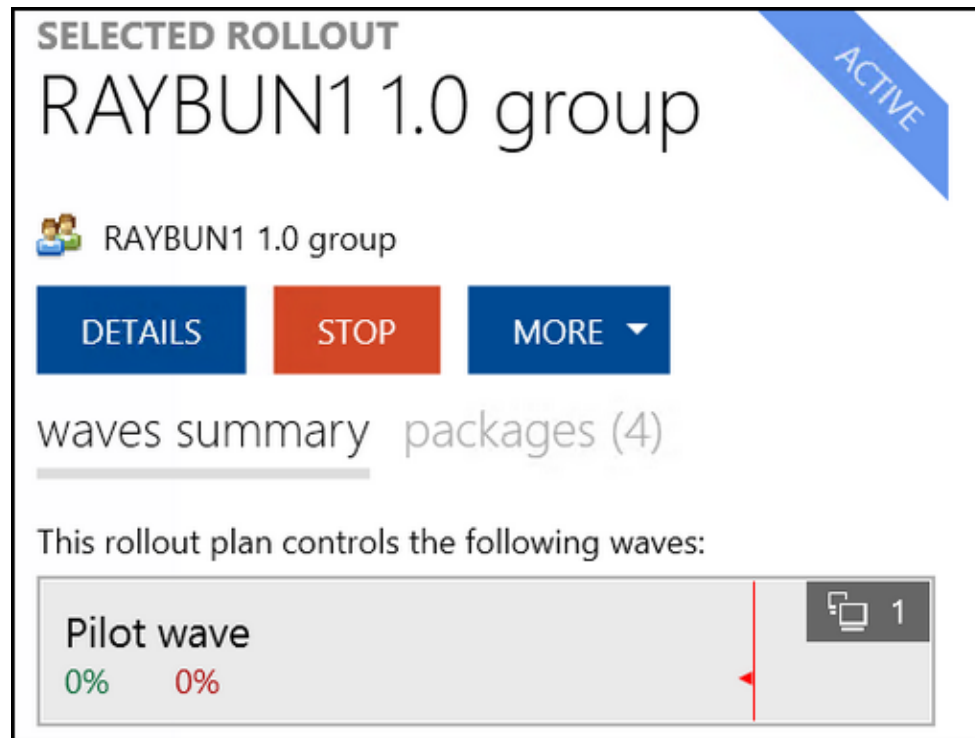 SELECTED ROLLOUT
RAYBUN1 1.0 group
ACTIVE
RAYBUN1 1.0 group
DETAILS
STOP
MORE
waves summary
packages (4)
This rollout plan controls the following waves:
Pilot wave
1
0% 0%